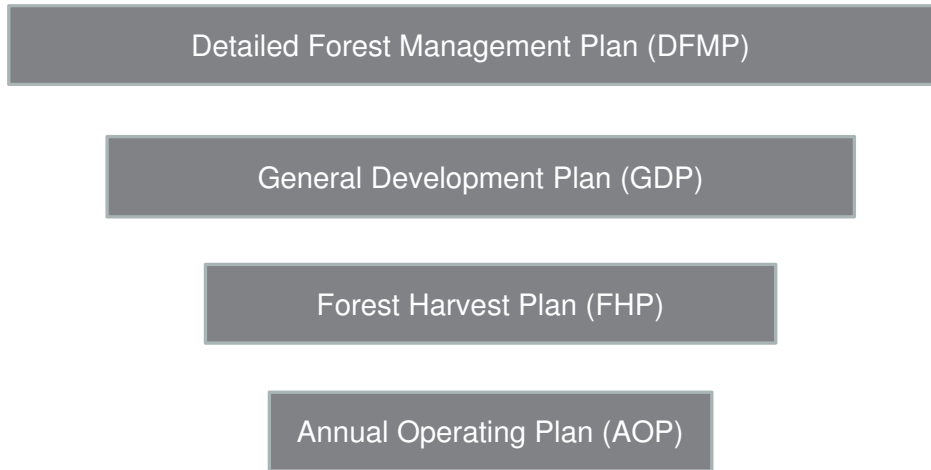 Detailed Forest Management Plan (DFMP)
General Development Plan (GDP)
Forest Harvest Plan (FHP)
Annual Operating Plan (AOP)